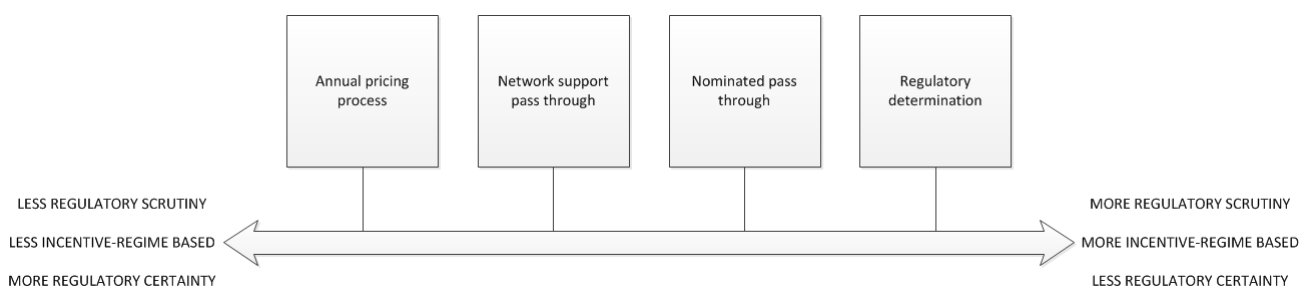 Annual pricing
process
Network support
pass through
Nominated pass
through
Regulatory
determination
LESS REGULATORY SCRUTINY
LESS INCENTIVE-REGIME BASED
MORE REGULATORY CERTAINTY
MORE REGULATORY SCRUTINY
MORE INCENTIVE-REGIME BASED
LESS REGULATORY CERTAINTY